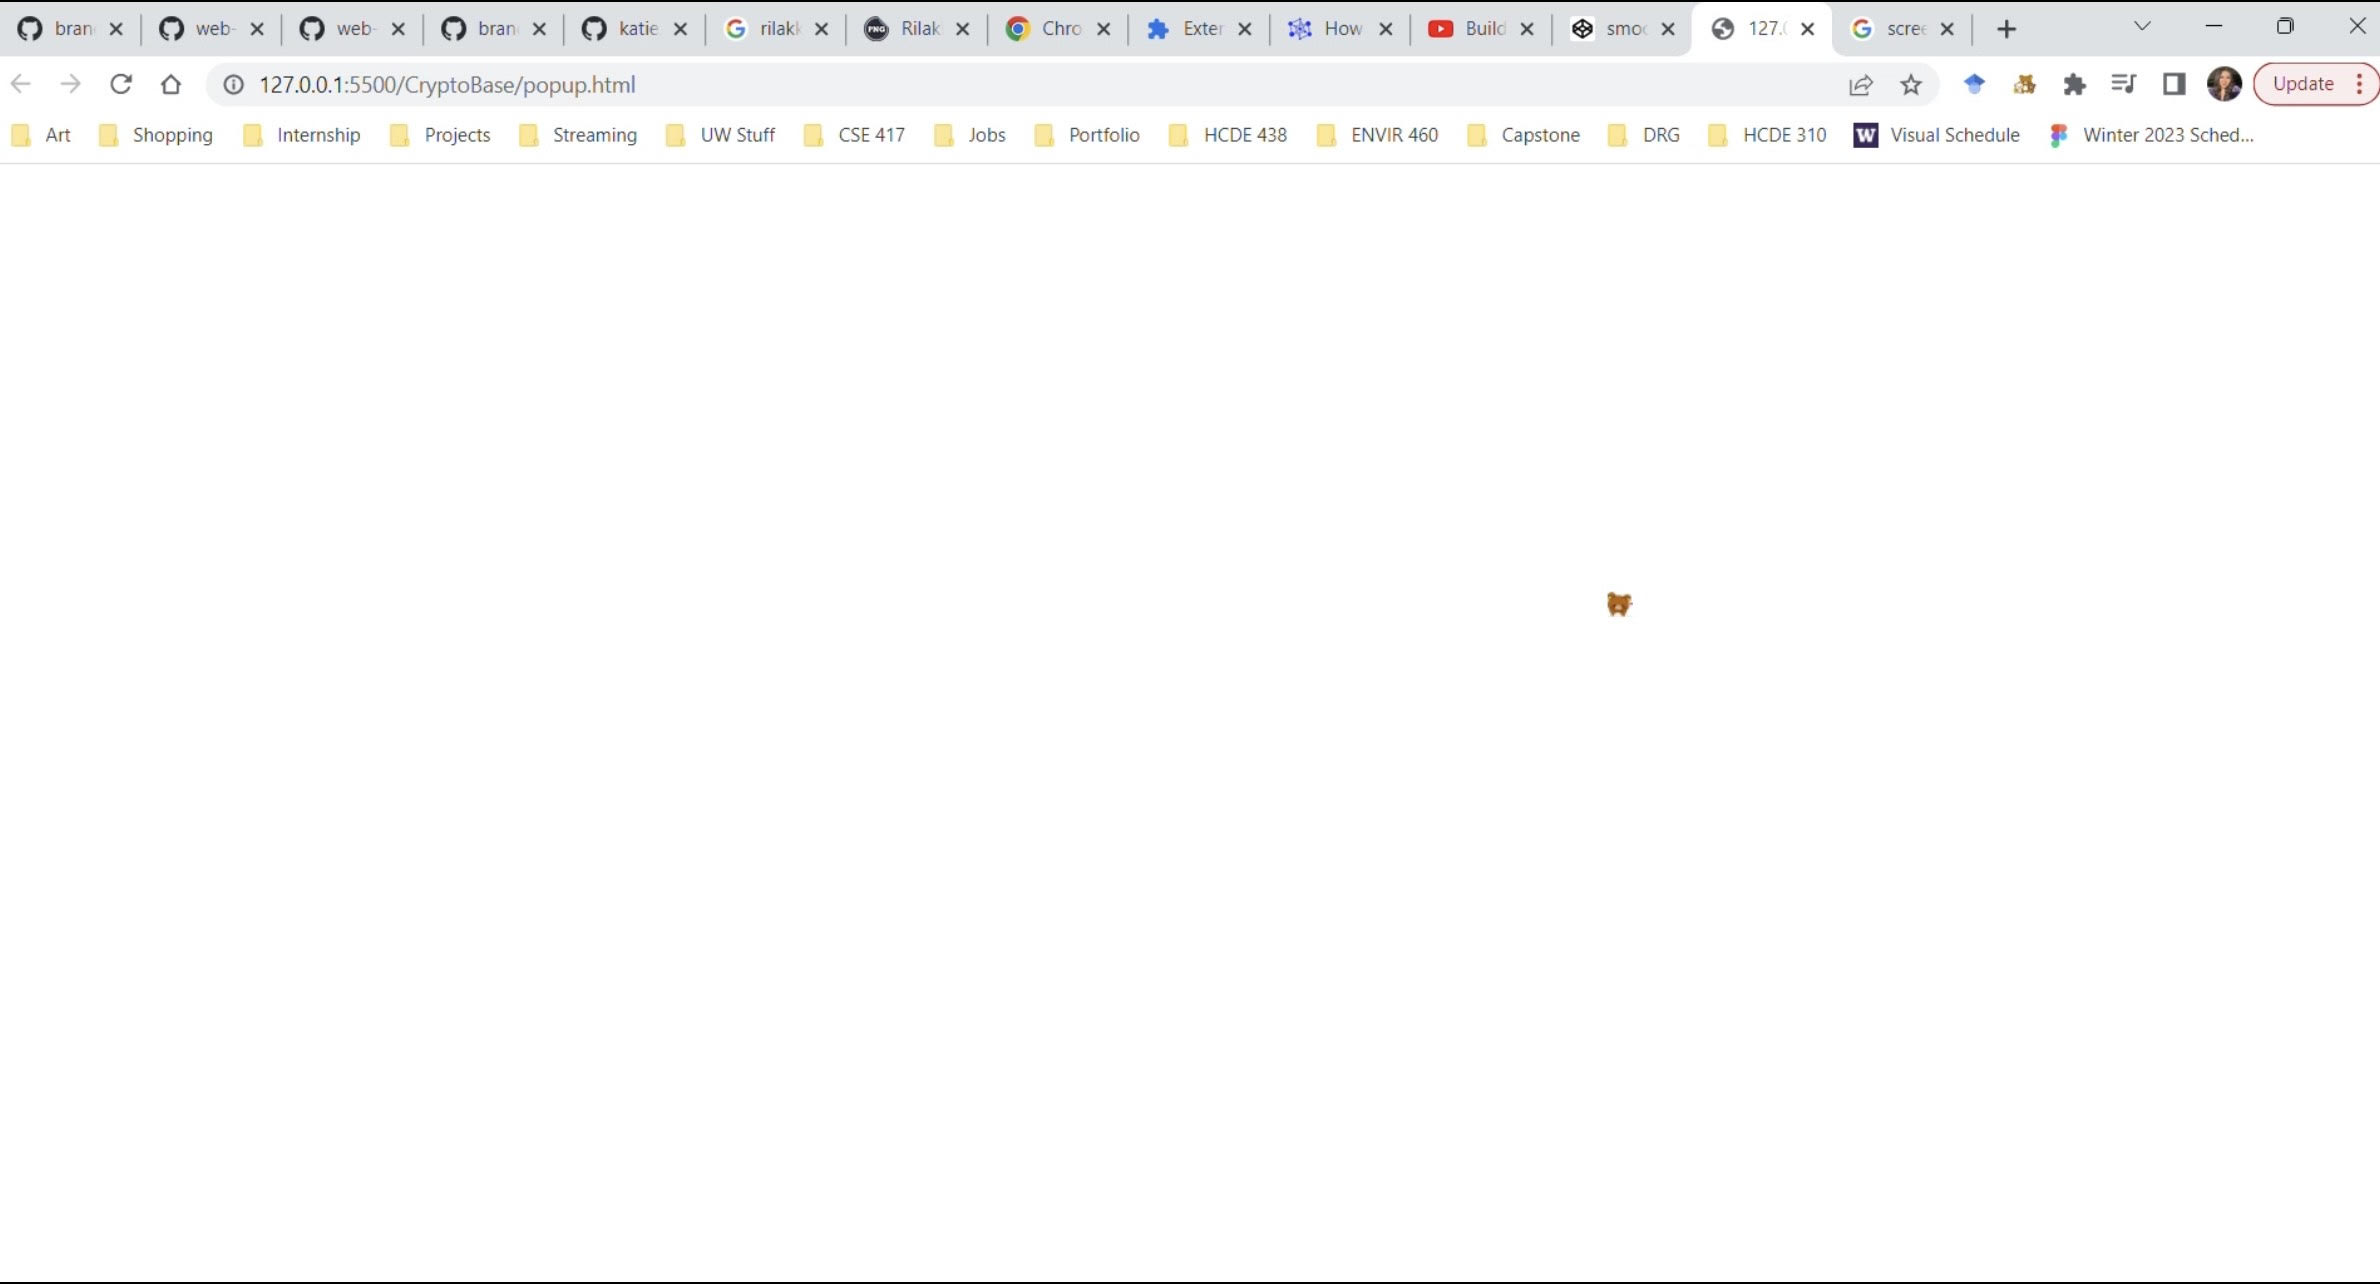 bran web- web- bran katie rilakk Rilak Chro Exter How Build smoc 127.0 scree
127.0.0.1:5500/CryptoBase/popup.html Update
Art Shopping Internship Projects Streaming UW Stuff CSE 417 Jobs Portfolio HCDE 438 ENVIR 460 Capstone DRG HCDE 310 W Visual Schedule Winter 2023 Sched...